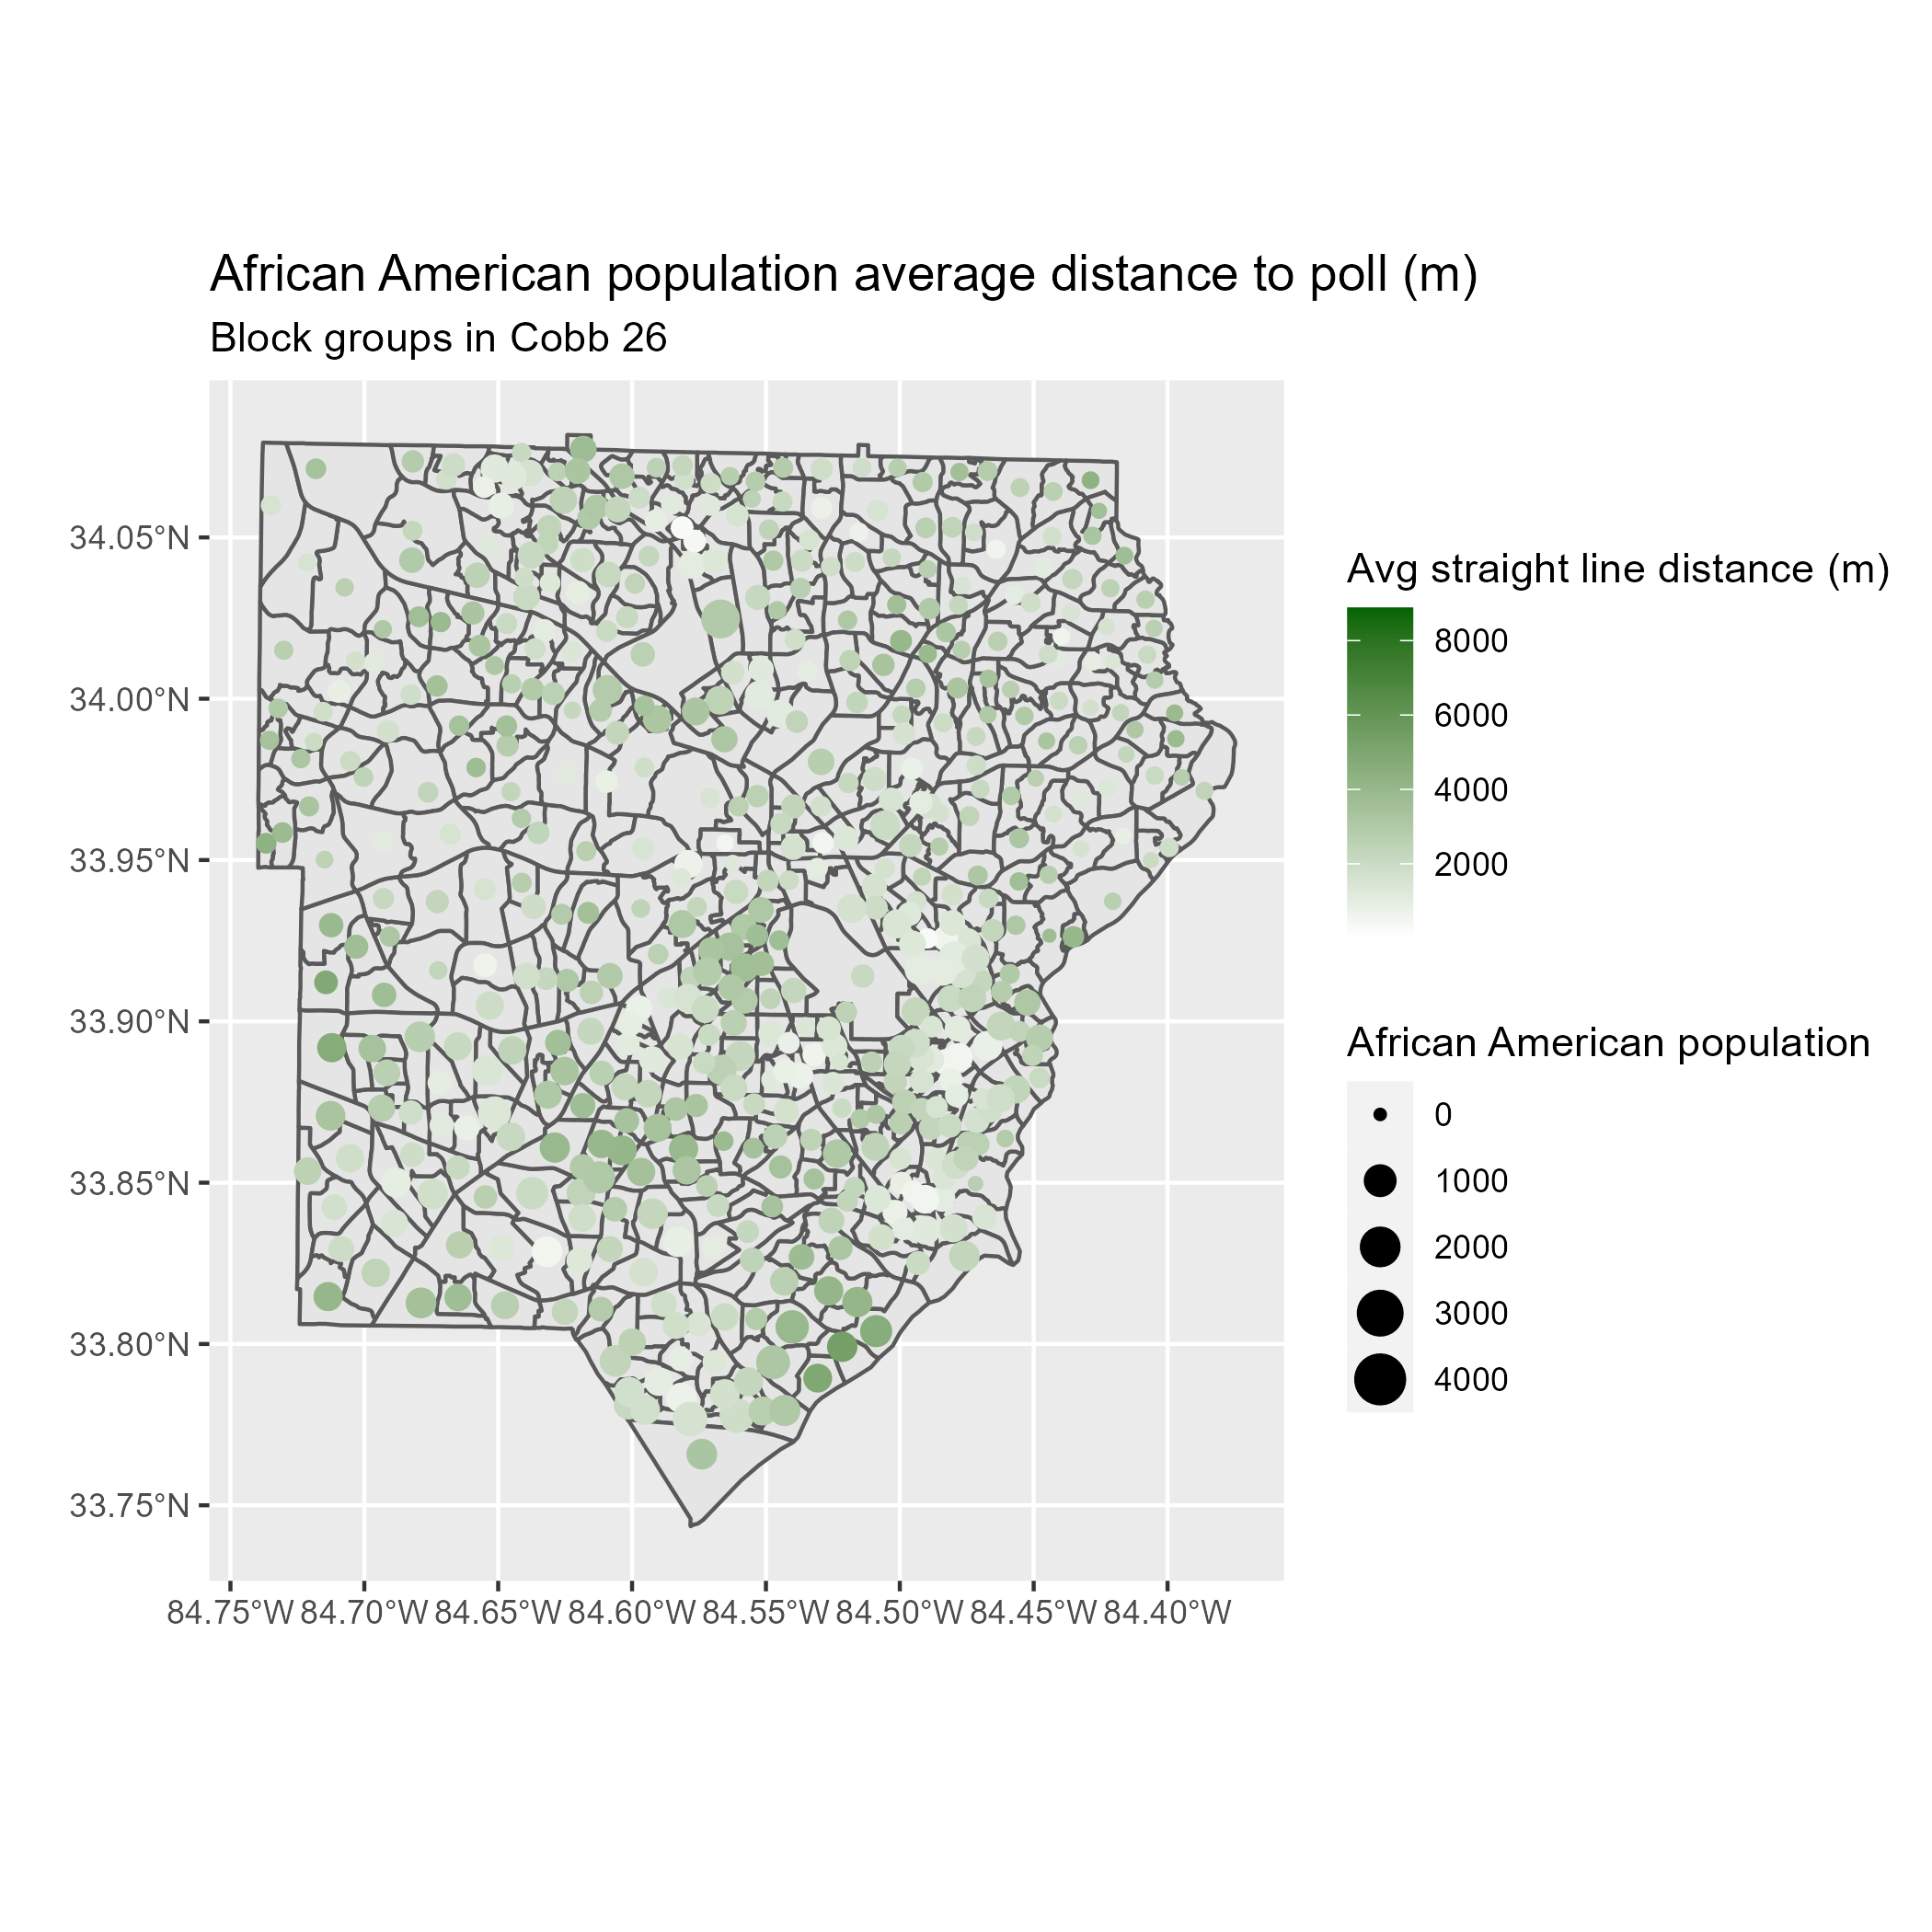 African American population average distance to poll (m)
Block groups in Cobb 26
34.05°N
34.00°N
33.95°N
33.90°N
33.85°N
33.80°N
33.75°N
84.75°W 84.70°W 84.65°W 84.60°W 84.55°W 84.50°W 84.45°W 84.40°W
Avg straight line distance (m)
8000
6000
4000
2000
African American population
0
1000
2000
3000
4000